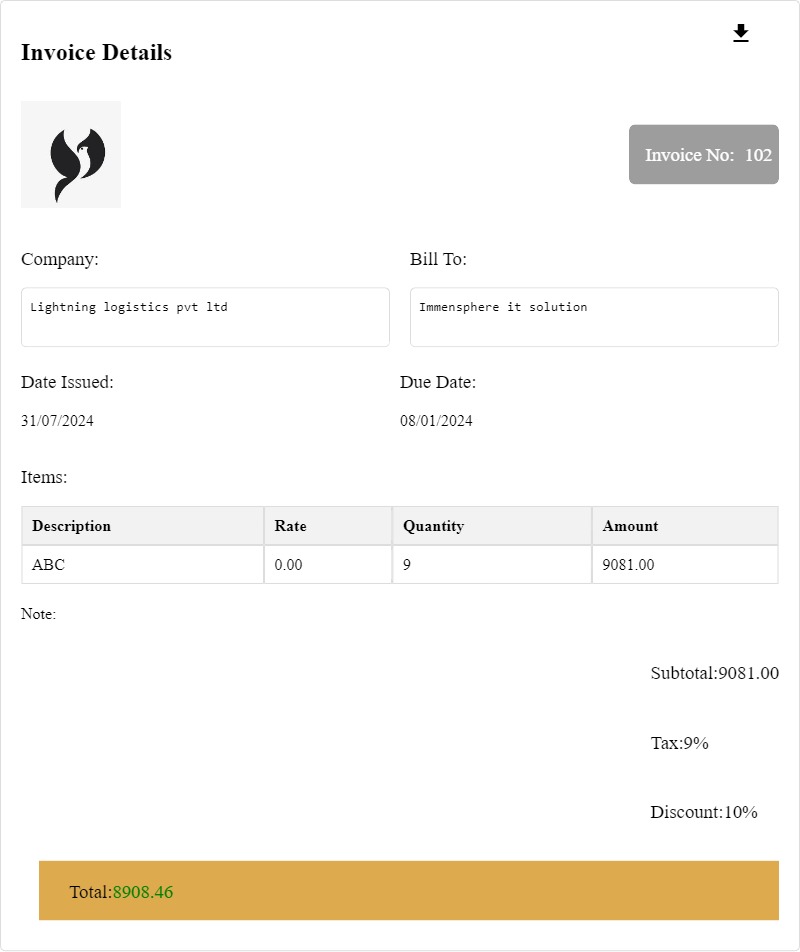 Invoice Details
Invoice No: 102
Company:
Bill To:
Lightning logistics pvt ltd
Immensphere it solution
Date Issued:
Due Date:
31/07/2024
08/01/2024
Items:
Description Rate Quantity Amount
ABC 0.00 9 9081.00
Note:
Subtotal:9081.00
Tax:9%
Discount:10%
Total:8908.46